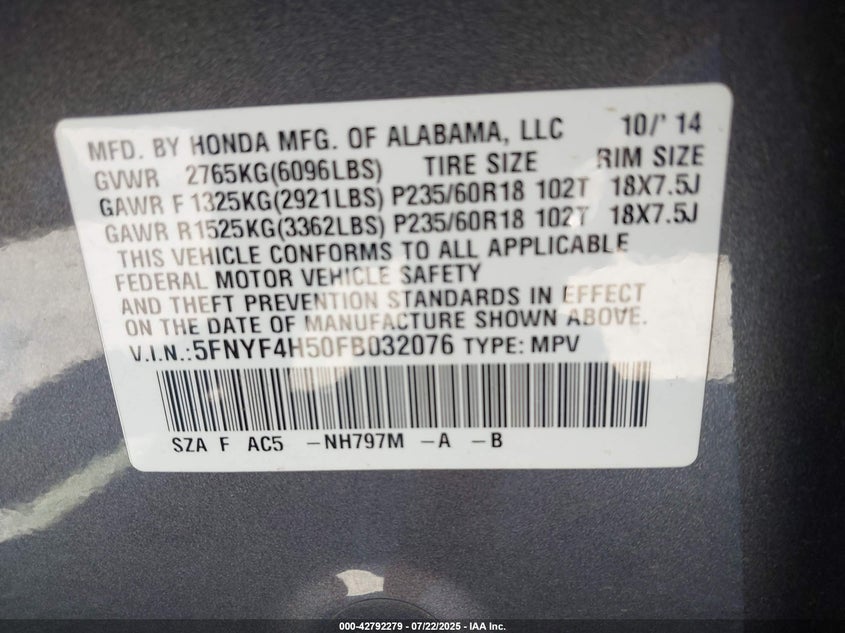 MFD. BY HONDA MFG. OF ALABAMA, LLC 10/'14
GVWR 2765KG(6096LBS) TIRE SIZE RIM SIZE
GAWR F 1325KG(2921LBS) P235/60R18 102T 18X7.5J
GAWR R1525KG(3362LBS) P235/60R18 102T 18X7.5J
THIS VEHICLE CONFORMS TO ALL APPLICABLE
FEDERAL MOTOR VEHICLE SAFETY
AND THEFT PREVENTION STANDARDS IN EFFECT
ON THE DATE OF MANUFACTURE SHOWN ABOVE.
V.I.N.:5FNYF4H50FB032076 TYPE: MPV
SZA F AC5 -NH797M -A -B
000-42792279 - 07/22/2025 - IAA Inc.